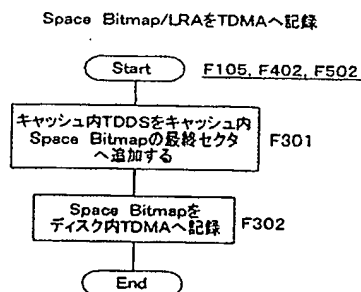 Space Bitmap/LRAをTDMAへ記録
Start
F105, F402, F502
キャッシュ内TDDSをキャッシュ内
Space Bitmapの最終セクタ
へ追加する
F301
Space Bitmapを
ディスク内TDMAへ記録
F302
End